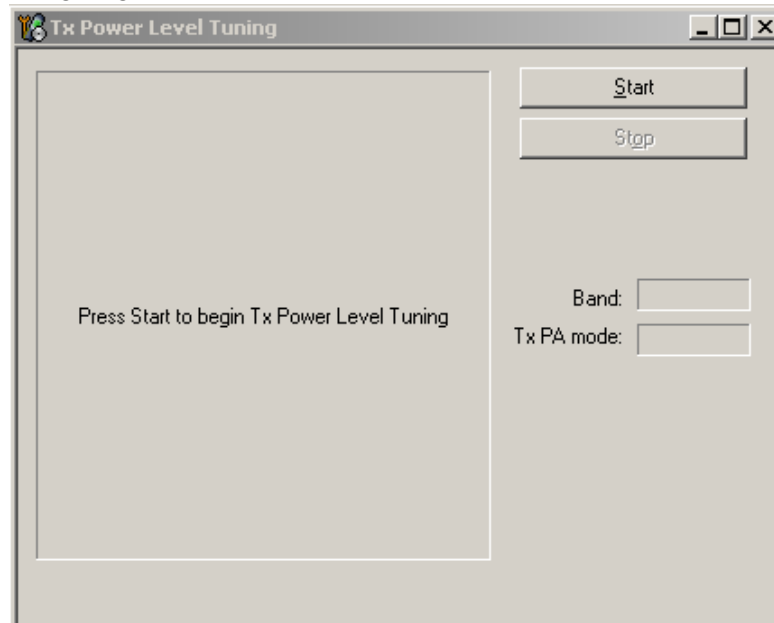 Tx Power Level Tuning
Start
Stop
Press Start to begin Tx Power Level Tuning
Band:
Tx PA mode: